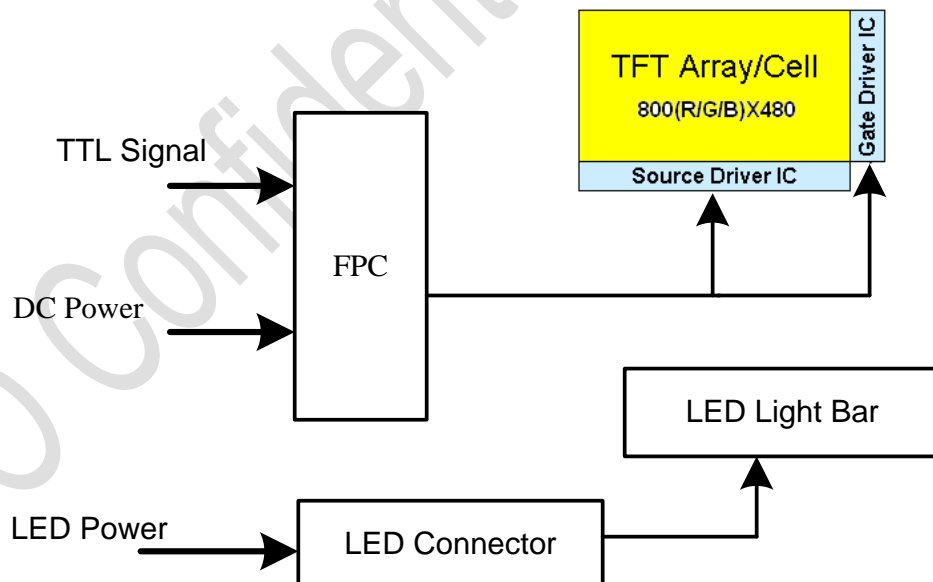 TFT Array/Cell
800(R/G/B)X480
Gate Driver IC
Source Driver IC
TTL Signal
FPC
DC Power
LED Light Bar
LED Power
LED Connector
O Confident